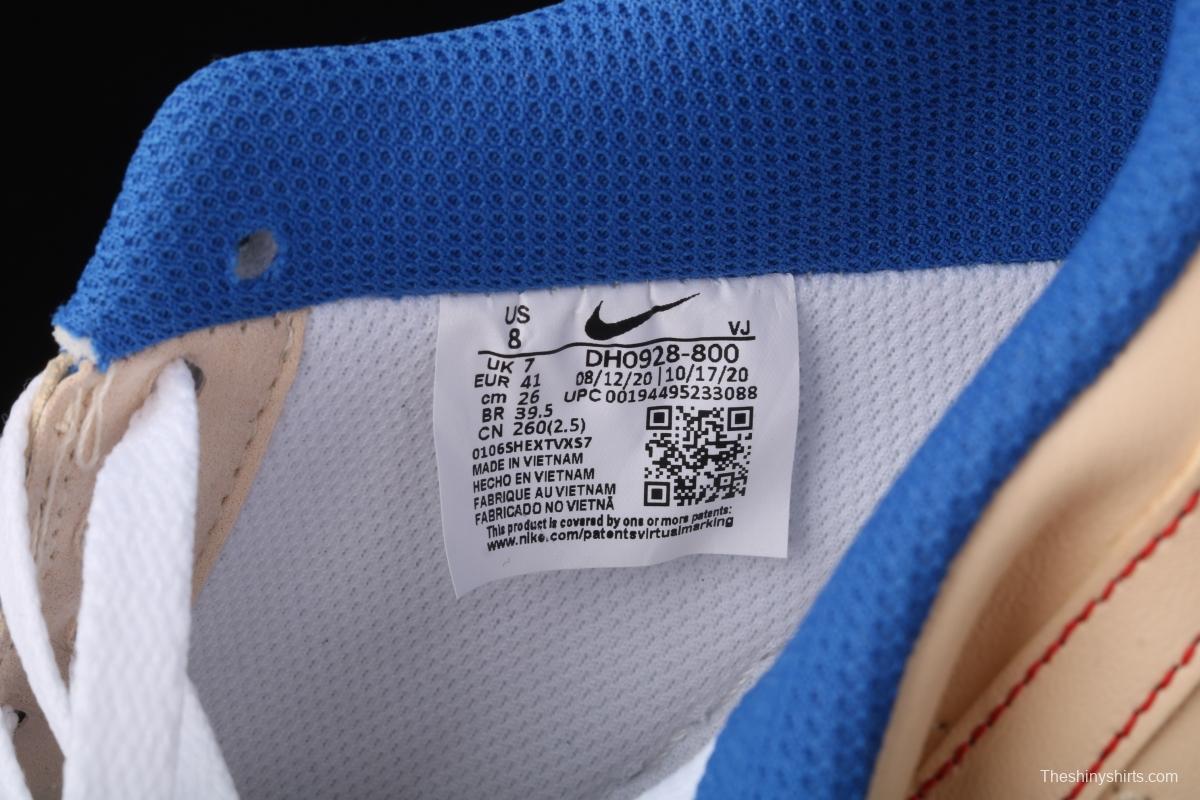 US
8
VJ
UK 7
EUR 41
cm 26
BR 39.5
CN 260(2.5)
DH0928-800
08/12/20 | 10/17/20
UPC 00194495233088
0106SHEXTVXS7
MADE IN VIETNAM
HECHO EN VIETNAM
FABRIQUE AU VIETNAM
FABRICADO NO VIETNÃ
This product is covered by one or more patents:
www.nike.com/patentsvirtualmarking
Theshinyshirts.com